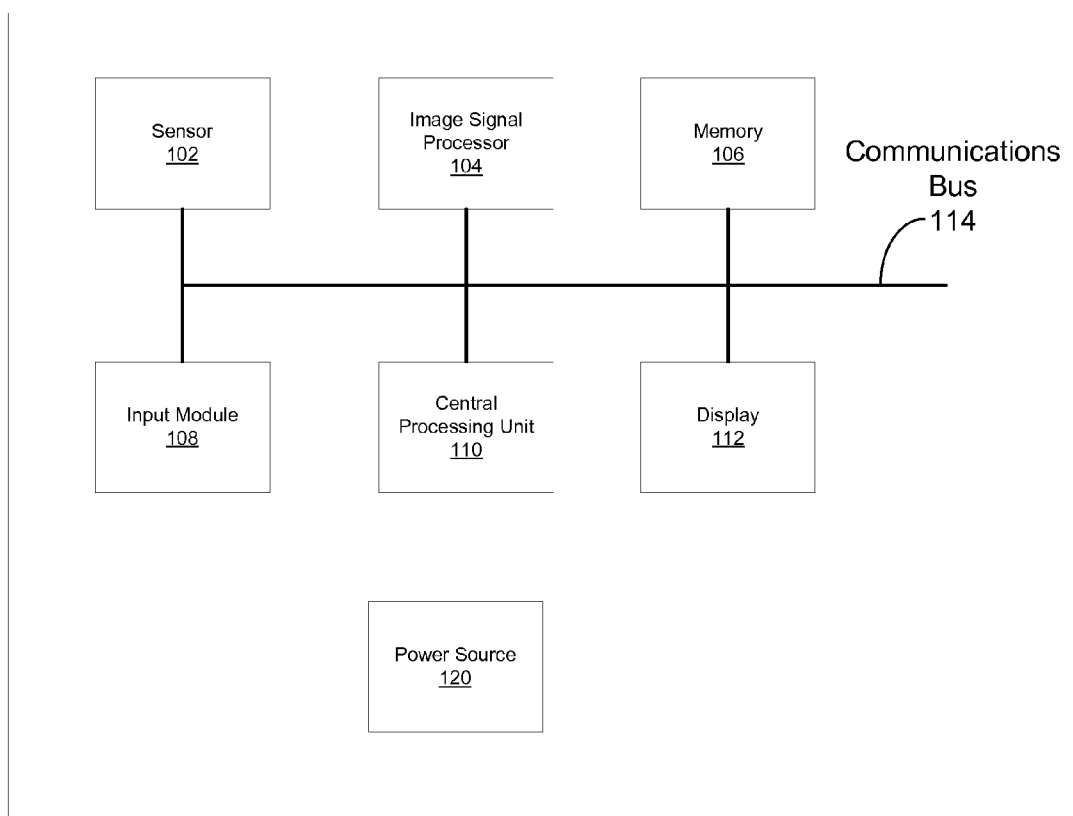 Sensor
102
Image Signal
Processor
104
Memory
106
Communications
Bus
114
Input Module
108
Central
Processing Unit
110
Display
112
Power Source
120